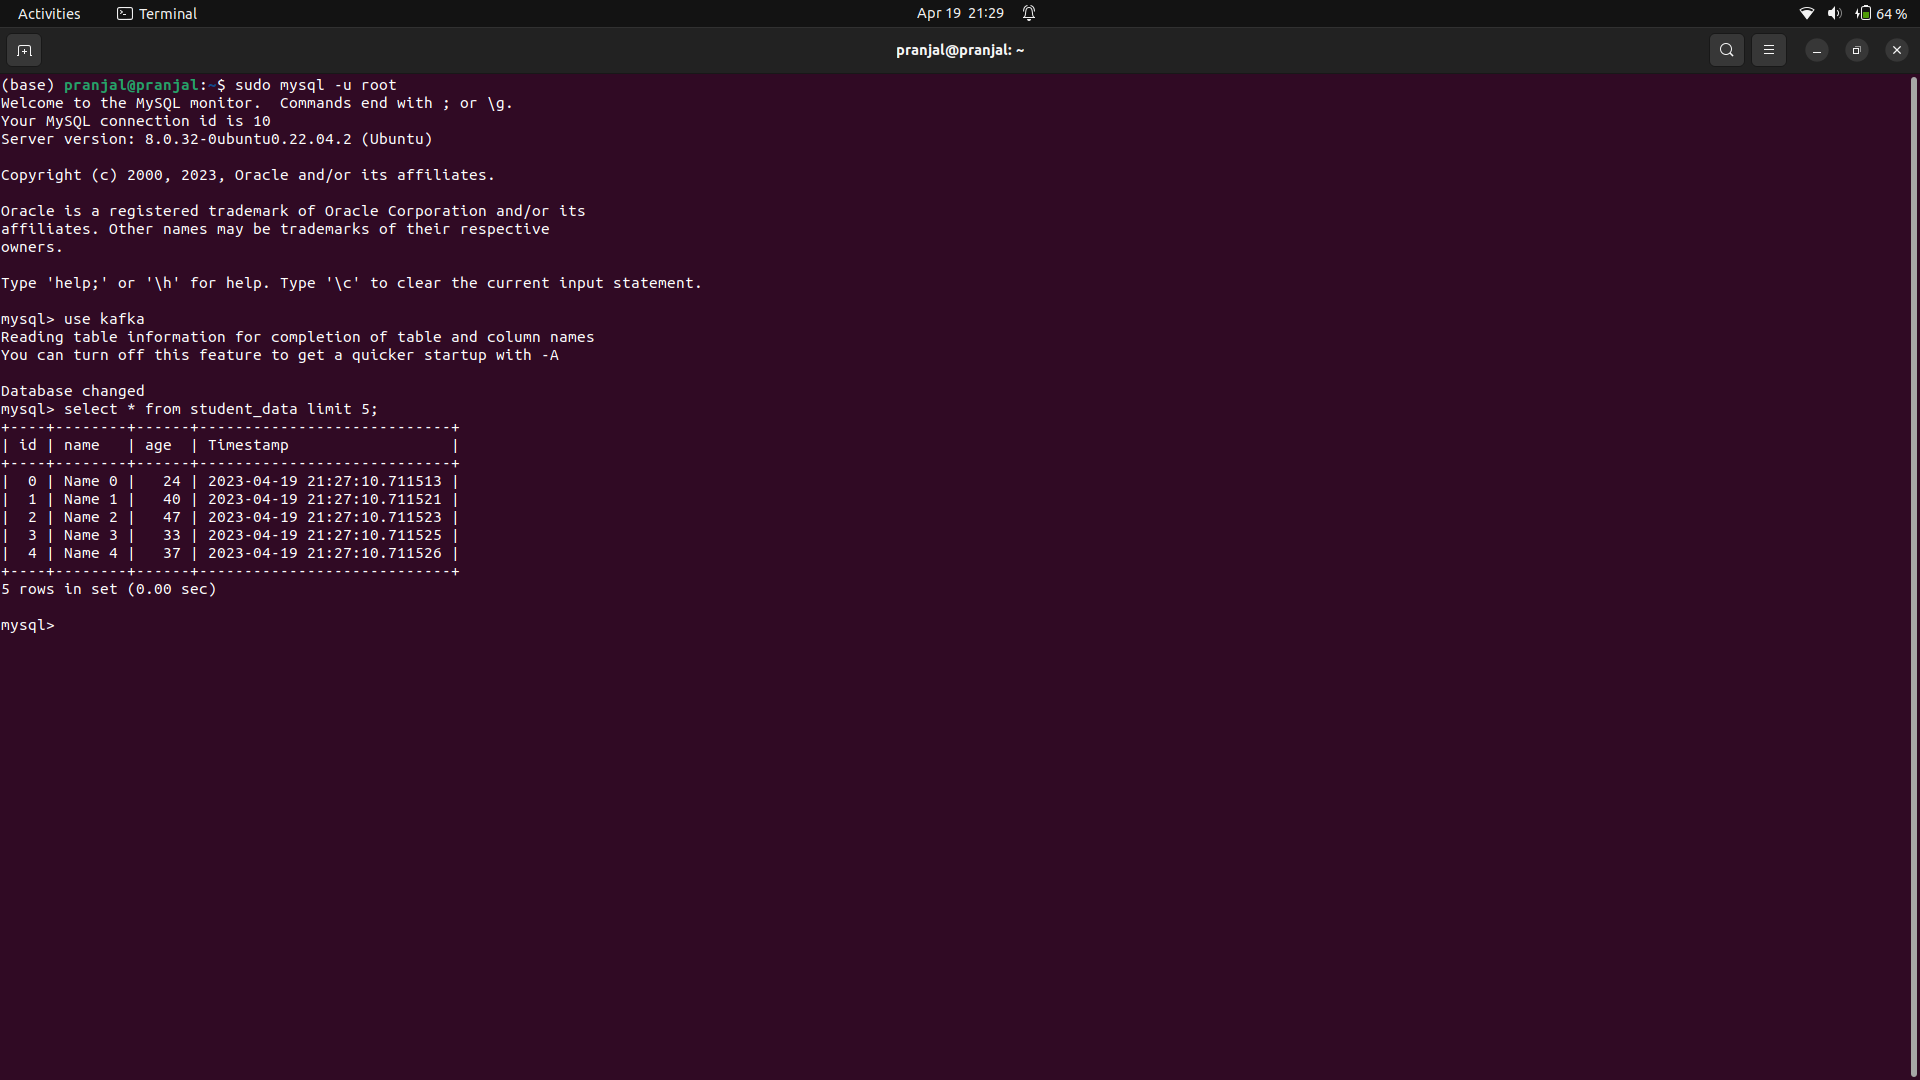 Activities Terminal Apr 19 21:29 64 %
pranjal@pranjal: ~
(base) pranjal@pranjal:~$ sudo mysql -u root
Welcome to the MySQL monitor.  Commands end with ; or \g.
Your MySQL connection id is 10
Server version: 8.0.32-0ubuntu0.22.04.2 (Ubuntu)

Copyright (c) 2000, 2023, Oracle and/or its affiliates.

Oracle is a registered trademark of Oracle Corporation and/or its
affiliates. Other names may be trademarks of their respective
owners.

Type 'help;' or '\h' for help. Type '\c' to clear the current input statement.

mysql> use kafka
Reading table information for completion of table and column names
You can turn off this feature to get a quicker startup with -A

Database changed
mysql> select * from student_data limit 5;
+----+--------+------+----------------------------+
| id | name   | age  | Timestamp                  |
+----+--------+------+----------------------------+
|  0 | Name 0 |   24 | 2023-04-19 21:27:10.711513 |
|  1 | Name 1 |   40 | 2023-04-19 21:27:10.711521 |
|  2 | Name 2 |   47 | 2023-04-19 21:27:10.711523 |
|  3 | Name 3 |   33 | 2023-04-19 21:27:10.711525 |
|  4 | Name 4 |   37 | 2023-04-19 21:27:10.711526 |
+----+--------+------+----------------------------+
5 rows in set (0.00 sec)

mysql>